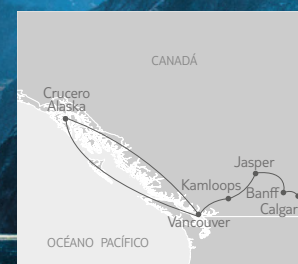 CANADÁ
Crucero
Alaska
Jasper
Kamloops
Banff
Calgar
Vancouver
OCÉANO PACÍFICO